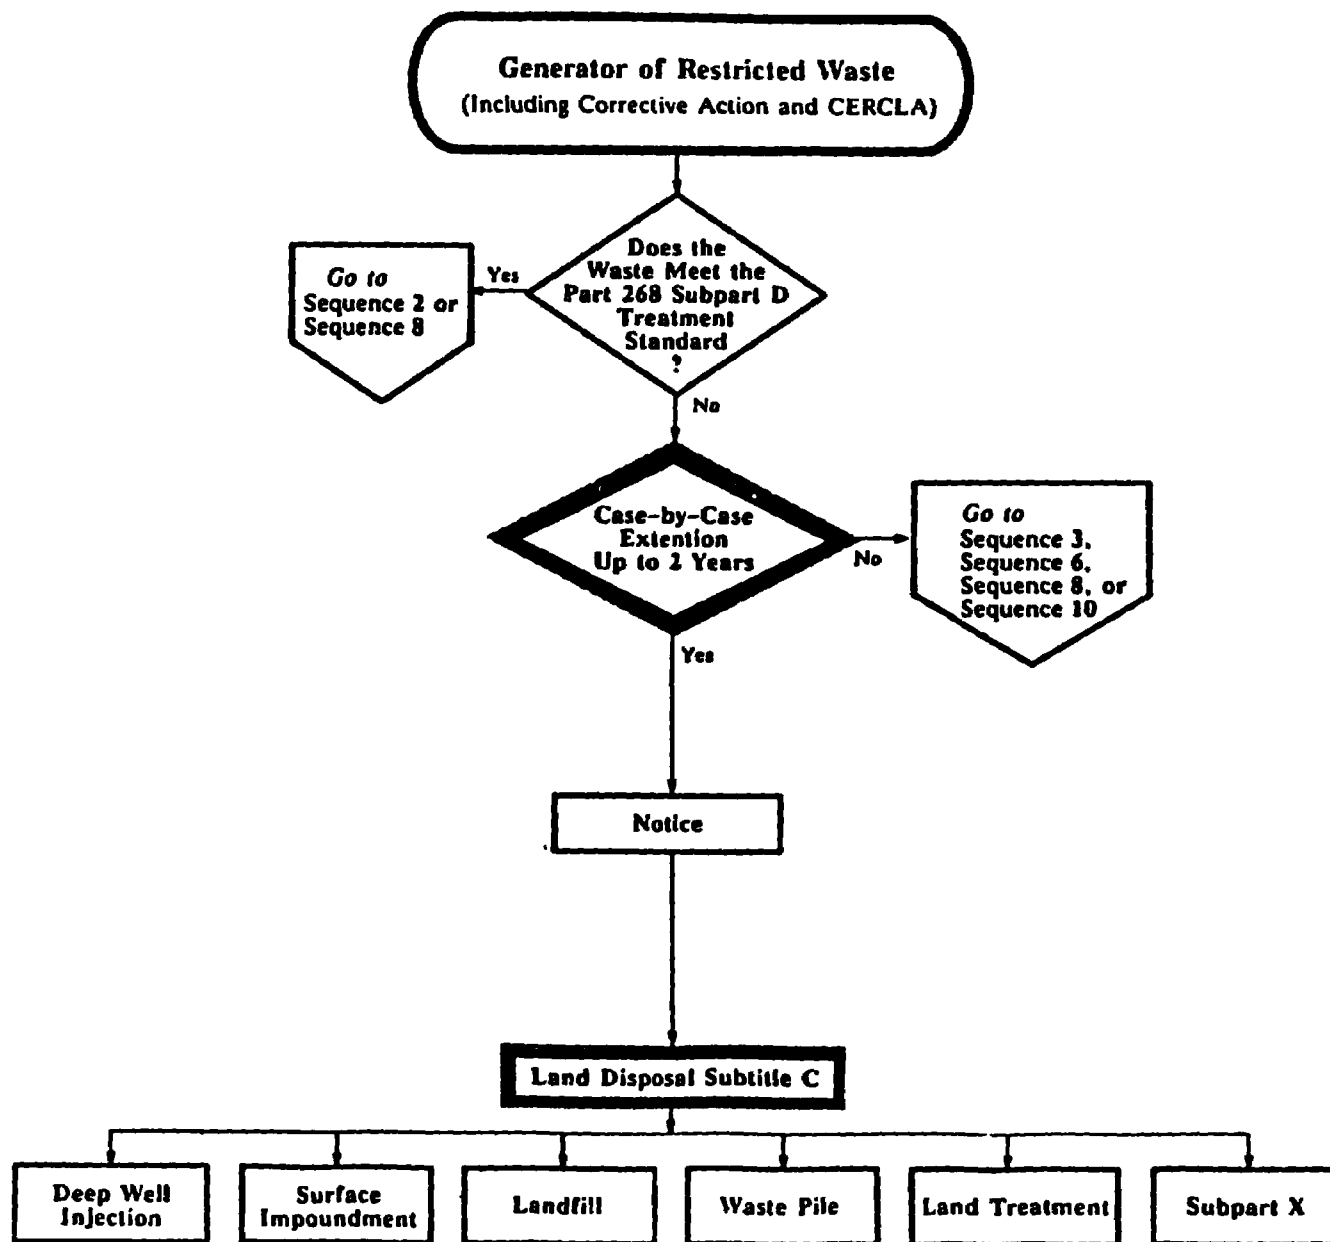 Generator of Restricted Waste
(Including Corrective Action and CERCLA)
Does the
Waste Meet the
Part 268 Subpart D
Treatment
Standard
?
Yes
Go to
Sequence 2 or
Sequence 8
No
Case-by-Case
Extention
Up to 2 Years
No
Go to
Sequence 3,
Sequence 6,
Sequence 8, or
Sequence 10
Yes
Notice
Land Disposal Subtitle C
Deep Well
Injection
Surface
Impoundment
Landfill
Waste Pile
Land Treatment
Subpart X